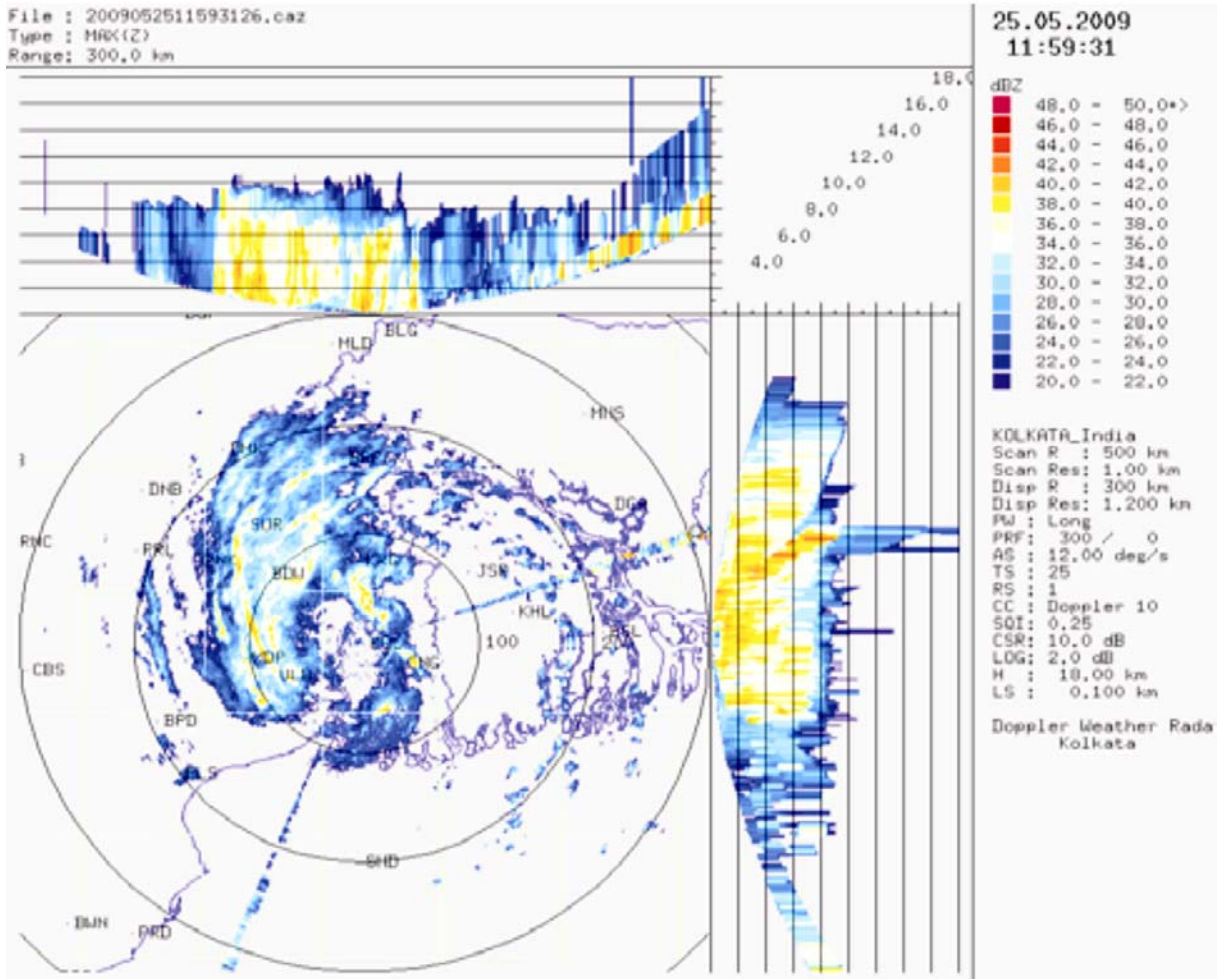 File : 2009052511593126.caz
Type : MAX(Z)
Range: 300.0 km
25.05.2009
11:59:31
18.0
16.0
14.0
12.0
10.0
8.0
6.0
4.0
dBZ
48.0 - 50.0*>
46.0 - 48.0
44.0 - 46.0
42.0 - 44.0
40.0 - 42.0
38.0 - 40.0
36.0 - 38.0
34.0 - 36.0
32.0 - 34.0
30.0 - 32.0
28.0 - 30.0
26.0 - 28.0
24.0 - 26.0
22.0 - 24.0
20.0 - 22.0
BLG
MLD
MNS
DNB
SUR
RNC
PRL
JSR
BDW
KHL
100
CBS
MDP
BPD
SHD
BWN
PRD
KOLKATA_India
Scan R : 500 km
Scan Res: 1.00 km
Disp R : 300 km
Disp Res: 1.200 km
PW : Long
PRF: 300 / 0
AS : 12.00 deg/s
TS : 25
RS : 1
CC : Doppler 10
SQI: 0.25
CSR: 10.0 dB
LOG: 2.0 dB
H : 18.00 km
LS : 0.100 km
Doppler Weather Rada
Kolkata